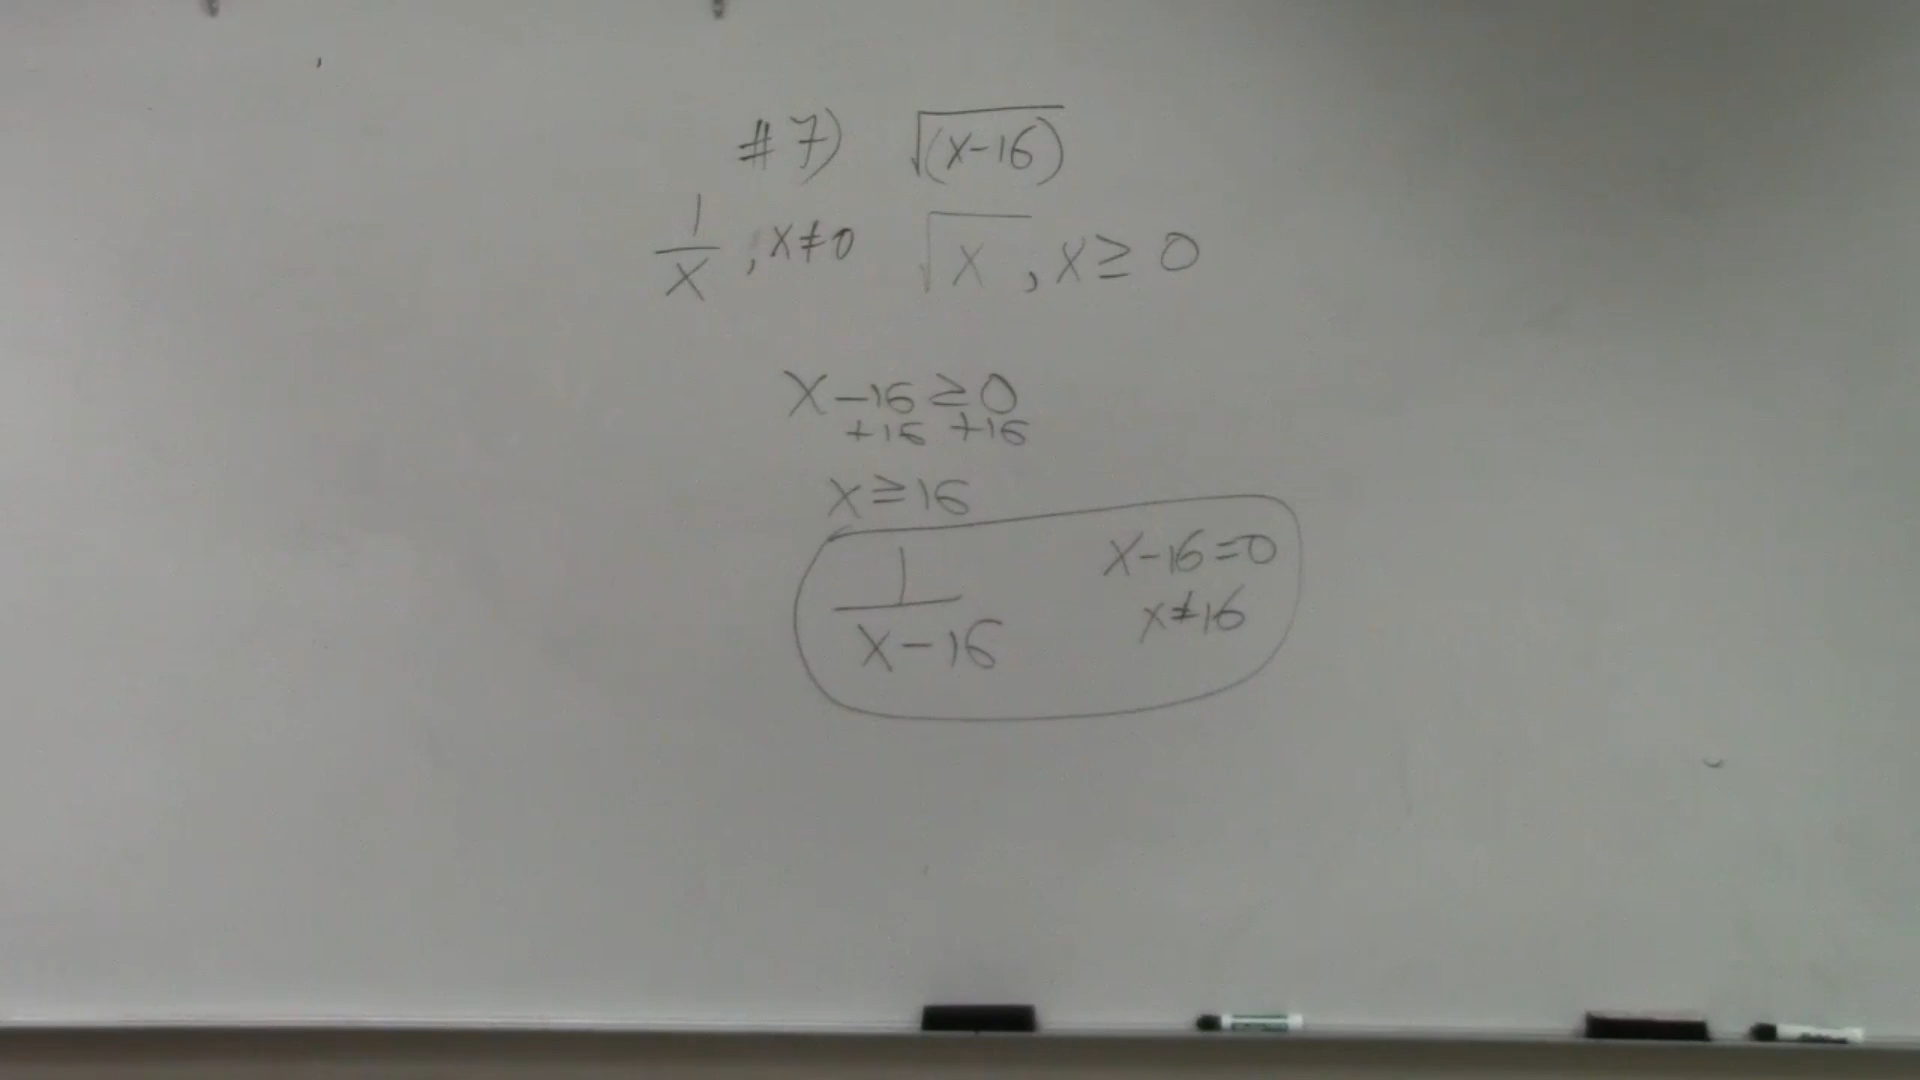 #7) √(x-16)
1/x , x≠0 √x , x≥0
x-16≥0
+16 +16
x≥16
1/x-16 x-16=0
x≠16